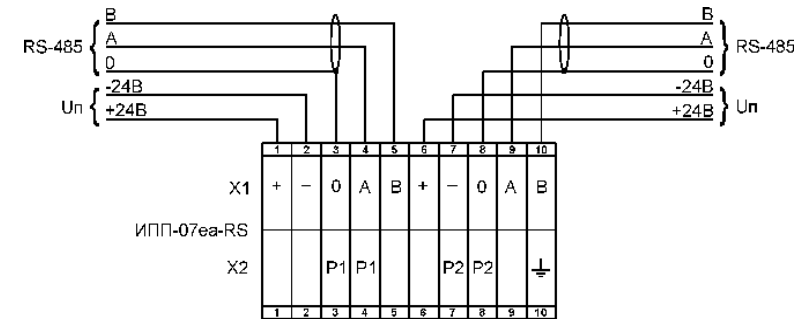 B B
RS-485 A A RS-485
0 0
-24В -24В
Uп Uп
+24В +24В
1 2 3 4 5 6 7 8 9 10
X1 + − 0 A B + − 0 A B
ИПП-07ea-RS
X2 P1 P1 P2 P2
1 2 3 4 5 6 7 8 9 10